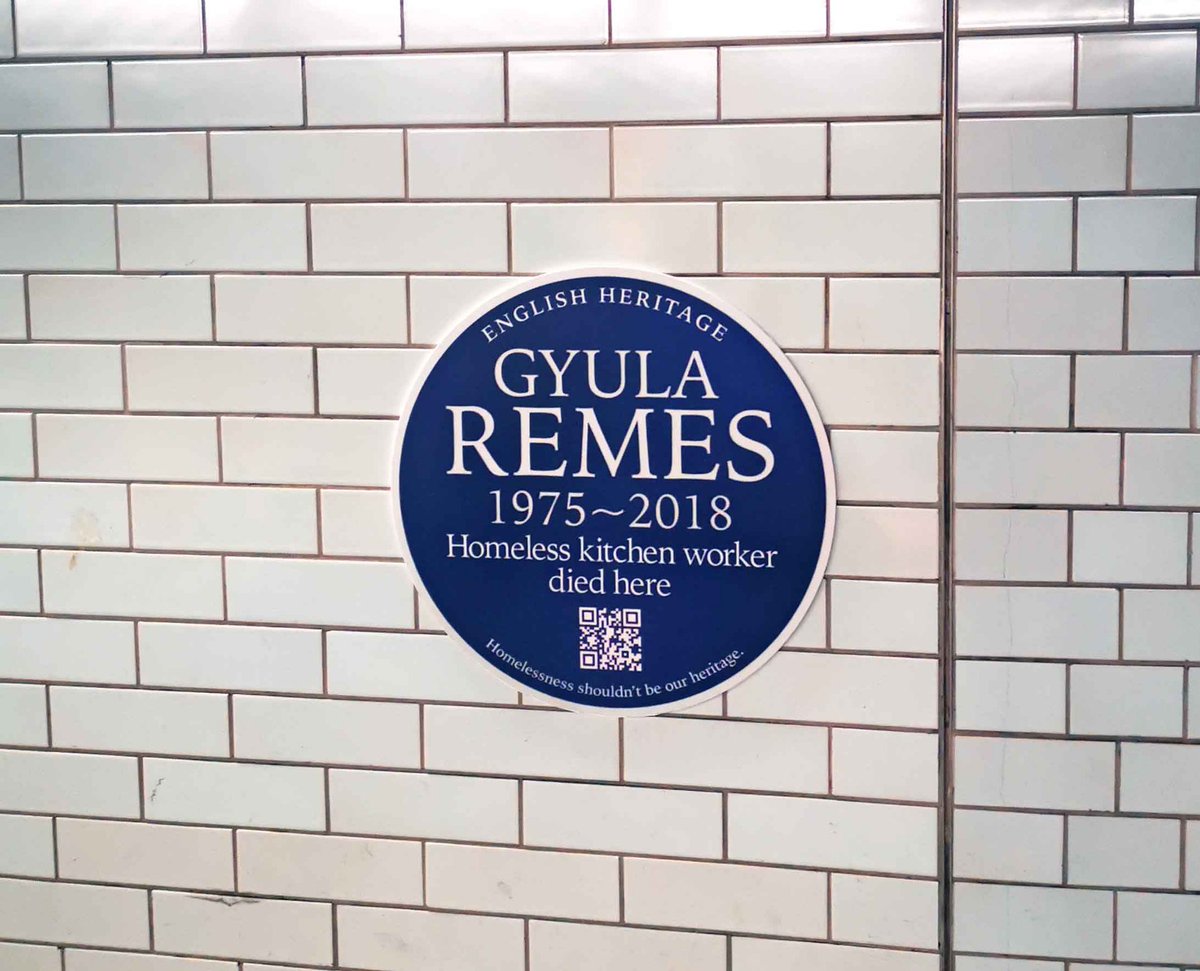 ENGLISH HERITAGE
GYULA
REMES
1975~2018
Homeless kitchen worker
died here
Homelessness shouldn't be our heritage.